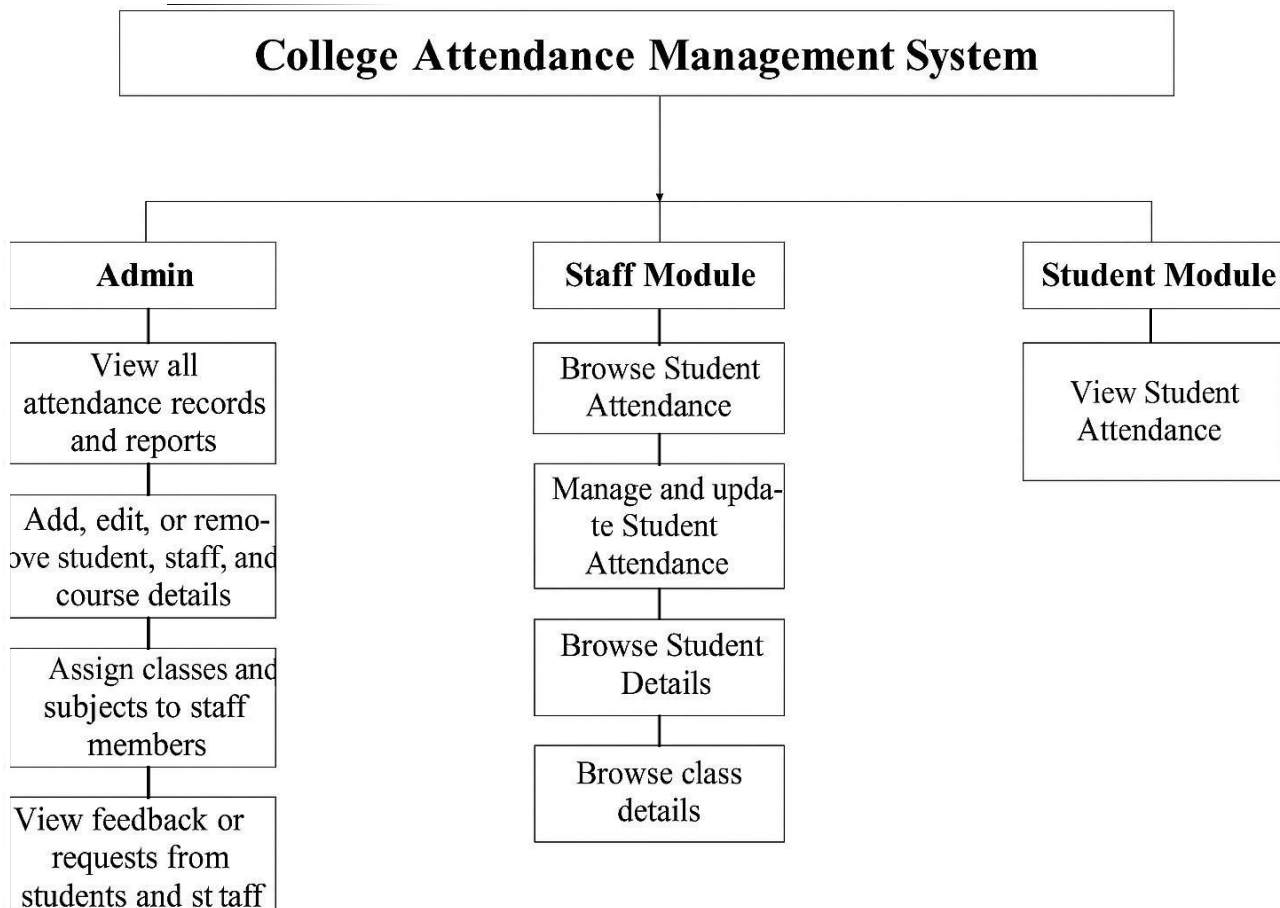 College Attendance Management System
Admin
View all
attendance records
and reports
Add, edit, or remo-
ove student, staff, and
course details
Assign classes and
subjects to staff
members
View feedback or
requests from
students and st taff
Staff Module
Browse Student
Attendance
Manage and upda-
te Student
Attendance
Browse Student
Details
Browse class
details
Student Module
View Student
Attendance